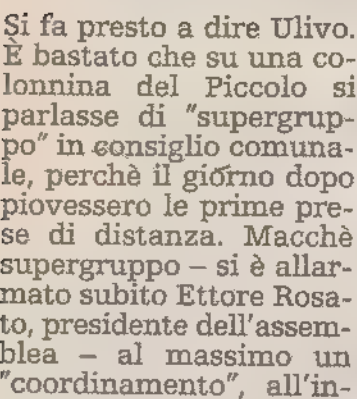 Si fa presto a dire Ulivo.
È bastato che su una co-
lonnina del Piccolo si
parlasse di "supergrup-
po" in consiglio comuna-
le, perchè il giorno dopo
piovessero le prime pre-
se di distanza. Macchè
supergruppo – si è allar-
mato subito Ettore Rosa-
to, presidente dell'assem-
blea – al massimo un
"coordinamento", all'in-